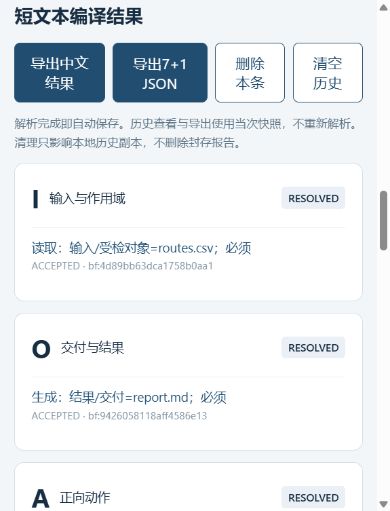 短文本编译结果
导出中文
结果
导出7+1
JSON
删除
本条
清空
历史
解析完成即自动保存。历史查看与导出使用当次快照，不重新解析。
清理只影响本地历史副本，不删除封存报告。
I 输入与作用域 RESOLVED
读取：输入/受检对象=routes.csv；必须
ACCEPTED · bf:4d89bb63dca1758b0aa1
O 交付与结果 RESOLVED
生成：结果/交付=report.md；必须
ACCEPTED · bf:9426058118aff4586e13
A 正向动作 RESOLVED